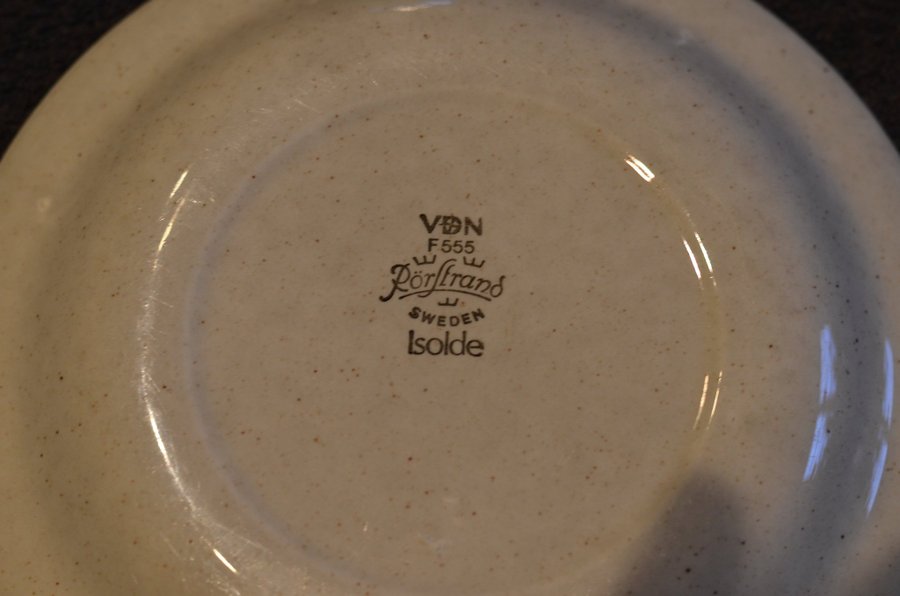 VDN
F555
Rörstrand
SWEDEN
Isolde